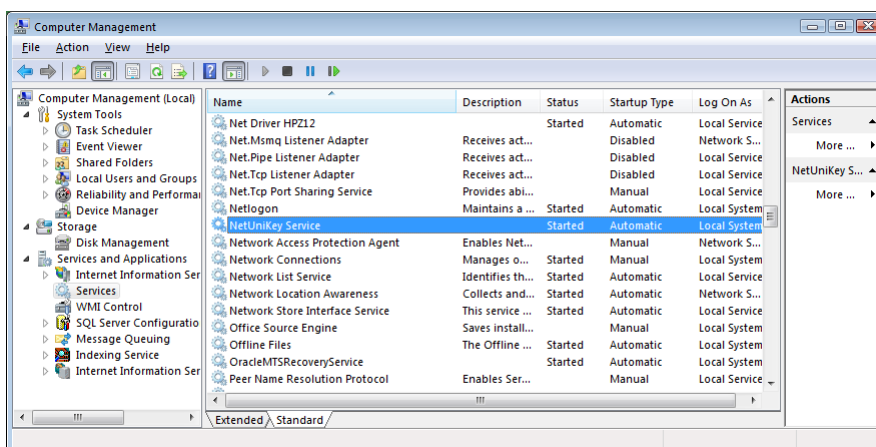 Computer Management
File Action View Help
Computer Management (Local)
System Tools
Task Scheduler
Event Viewer
Shared Folders
Local Users and Groups
Reliability and Performa
Device Manager
Storage
Disk Management
Services and Applications
Internet Information Ser
Services
WMI Control
SQL Server Configuratio
Message Queuing
Indexing Service
Internet Information Ser
Name Description Status Startup Type Log On As
Net Driver HPZ12 Started Automatic Local Service
Net.Msmq Listener Adapter Receives act... Disabled Network S...
Net.Pipe Listener Adapter Receives act... Disabled Local Service
Net.Tcp Listener Adapter Receives act... Disabled Local Service
Net.Tcp Port Sharing Service Provides abi... Manual Local Service
Netlogon Maintains a ... Started Automatic Local System
NetUniKey Service Started Automatic Local System
Network Access Protection Agent Enables Net... Manual Network S...
Network Connections Manages o... Started Manual Local System
Network List Service Identifies th... Started Automatic Local Service
Network Location Awareness Collects and... Started Automatic Network S...
Network Store Interface Service This service ... Started Automatic Local Service
Office Source Engine Saves install... Manual Local System
Offline Files The Offline ... Started Automatic Local System
OracleMTSRecoveryService Started Automatic Local System
Peer Name Resolution Protocol Enables Ser... Manual Local Service
Extended Standard
Actions
Services
More ...
NetUniKey S...
More ...